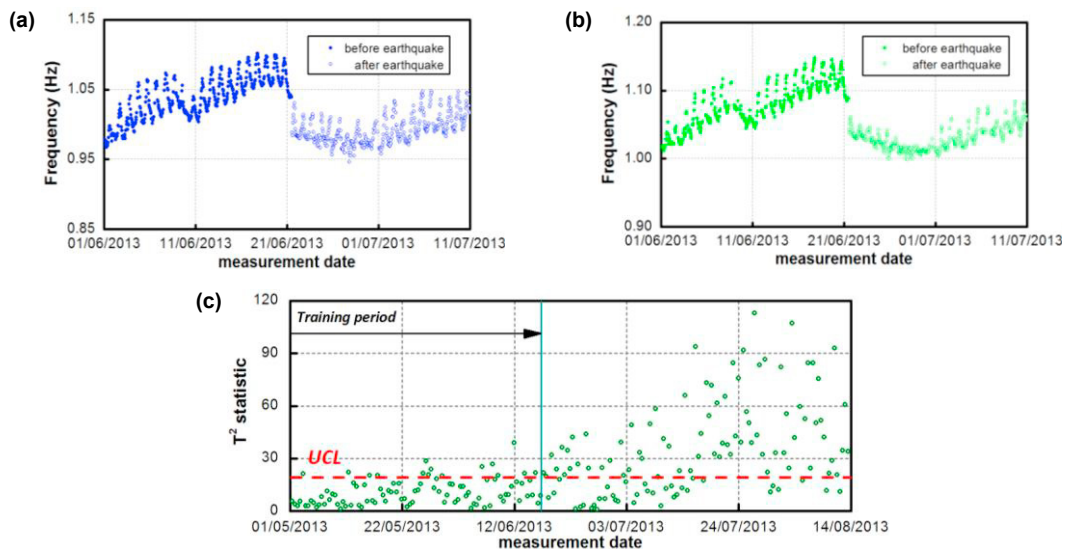 (a)
1.15
1.05
0.95
0.85
Frequency (Hz)
before earthquake
after earthquake
01/06/2013 11/06/2013 21/06/2013 01/07/2013 11/07/2013
measurement date
(b)
1.20
1.10
1.00
0.90
Frequency (Hz)
before earthquake
after earthquake
01/06/2013 11/06/2013 21/06/2013 01/07/2013 11/07/2013
measurement date
(c)
120
90
60
30
0
T² statistic
Training period
UCL
01/05/2013 22/05/2013 12/06/2013 03/07/2013 24/07/2013 14/08/2013
measurement date